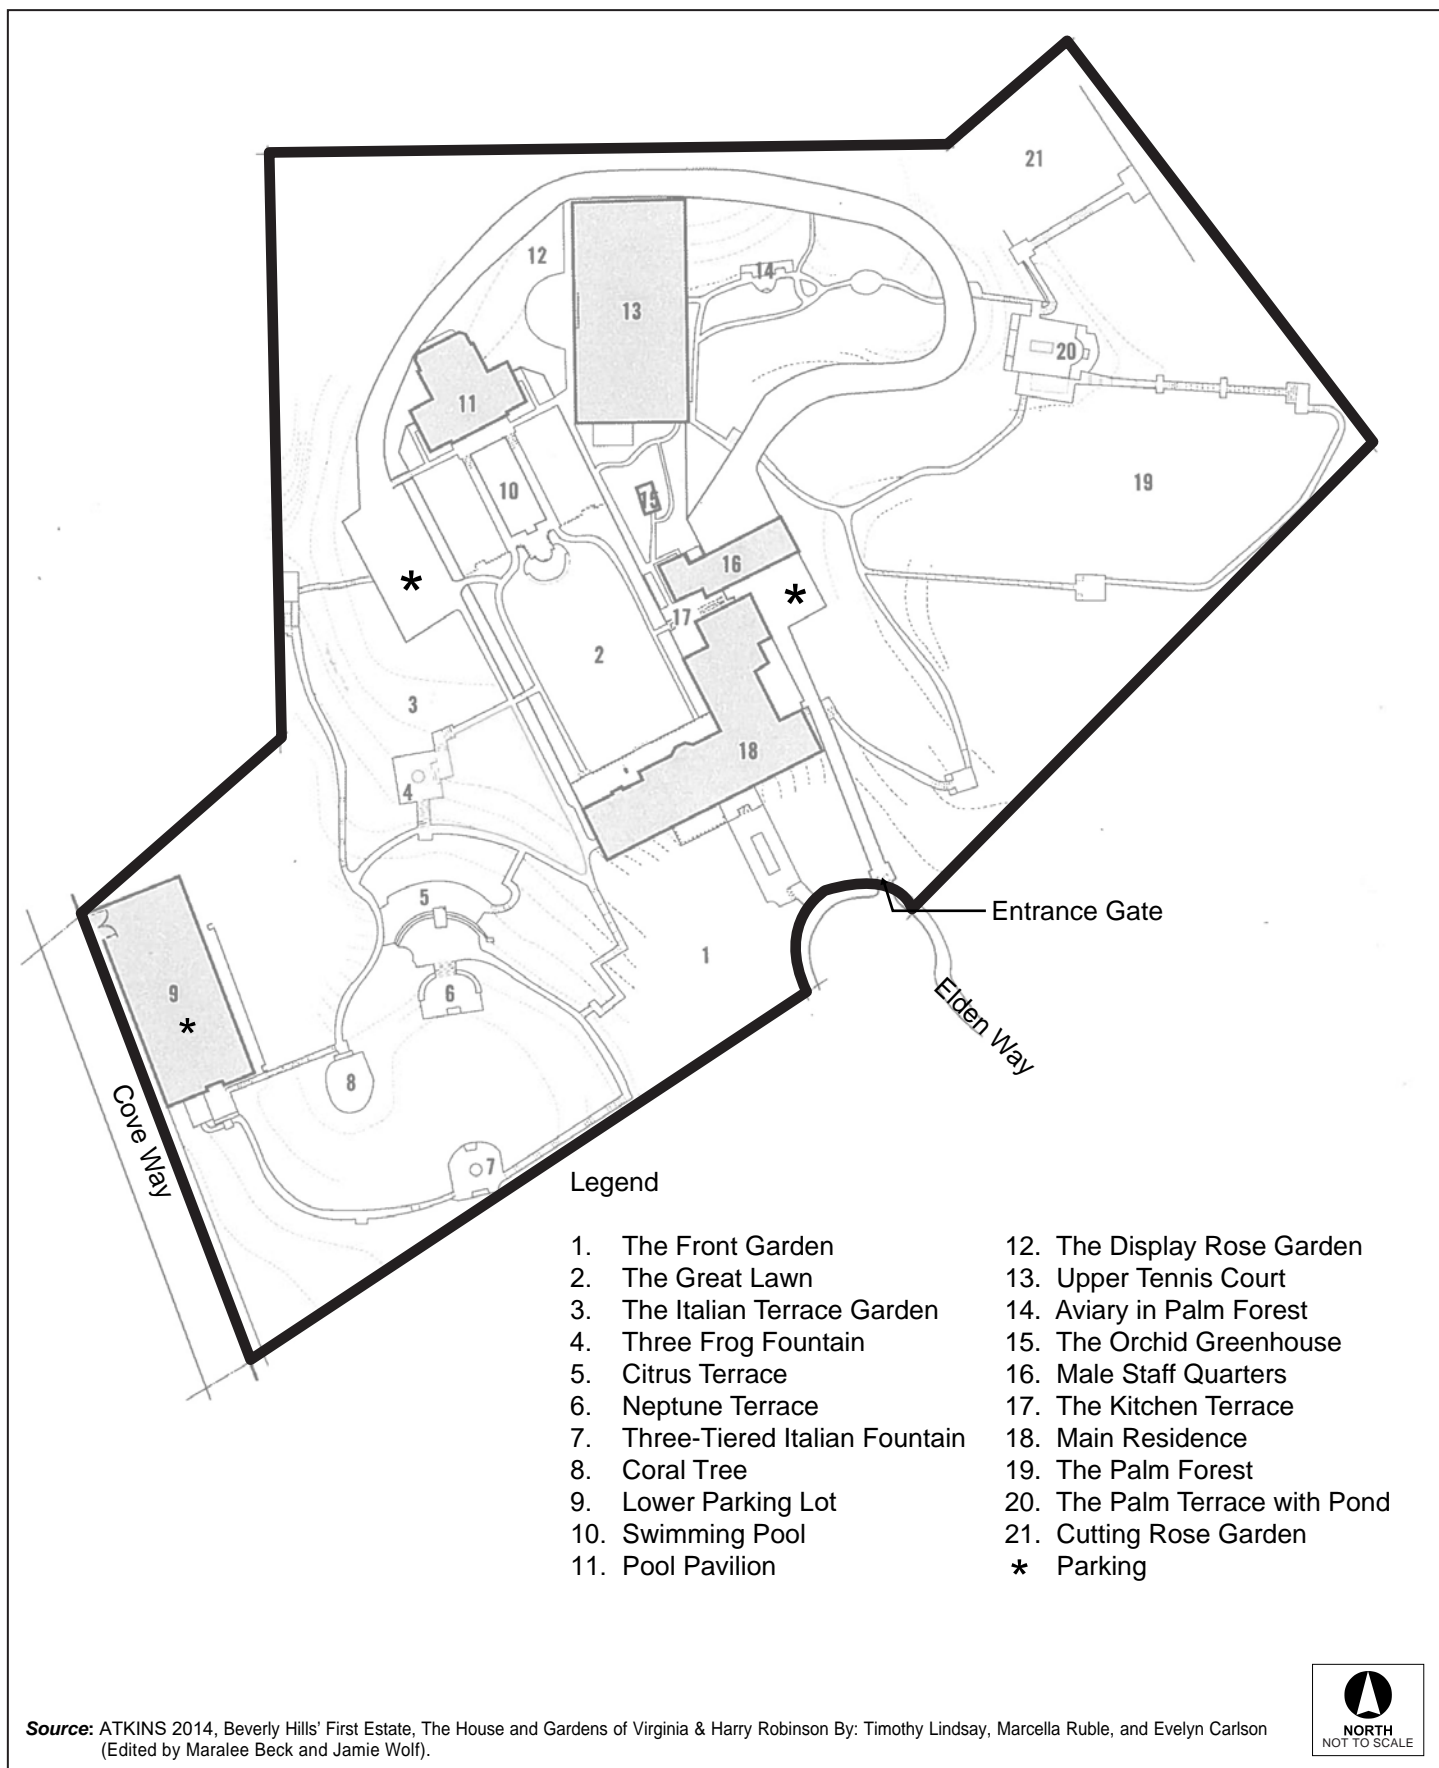 21
12
14
13
20
11
19
10
15
*
16
*
17
2
3
18
4
5
Entrance Gate
1
9
6
*
Elden Way
8
Cove Way
7
Legend
1. The Front Garden
2. The Great Lawn
3. The Italian Terrace Garden
4. Three Frog Fountain
5. Citrus Terrace
6. Neptune Terrace
7. Three-Tiered Italian Fountain
8. Coral Tree
9. Lower Parking Lot
10. Swimming Pool
11. Pool Pavilion
12. The Display Rose Garden
13. Upper Tennis Court
14. Aviary in Palm Forest
15. The Orchid Greenhouse
16. Male Staff Quarters
17. The Kitchen Terrace
18. Main Residence
19. The Palm Forest
20. The Palm Terrace with Pond
21. Cutting Rose Garden
* Parking
NORTH
NOT TO SCALE
Source: ATKINS 2014, Beverly Hills' First Estate, The House and Gardens of Virginia & Harry Robinson By: Timothy Lindsay, Marcella Ruble, and Evelyn Carlson
(Edited by Maralee Beck and Jamie Wolf).